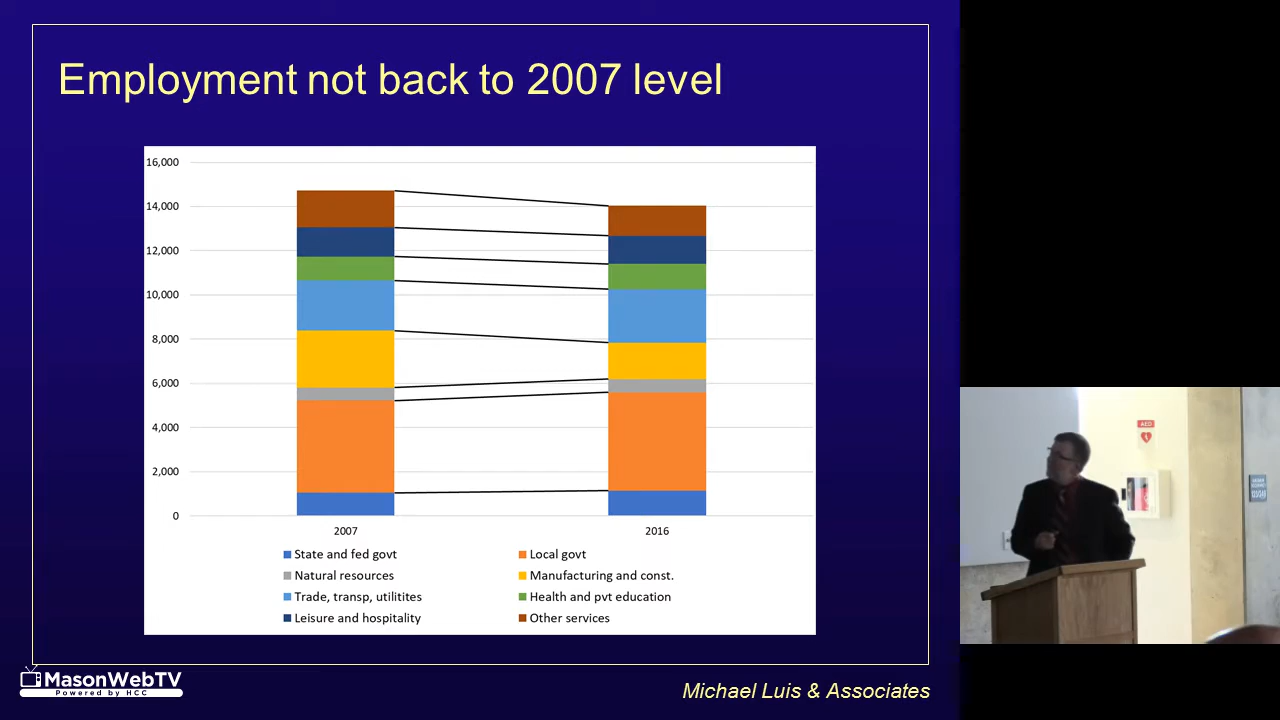 Employment not back to 2007 level
16,000
14,000
12,000
10,000
8,000
6,000
4,000
2,000
0
2007 2016
State and fed govt Local govt
Natural resources Manufacturing and const.
Trade, transp, utilitites Health and pvt education
Leisure and hospitality Other services
AED
MasonWebTV
Powered by HCC
Michael Luis & Associates